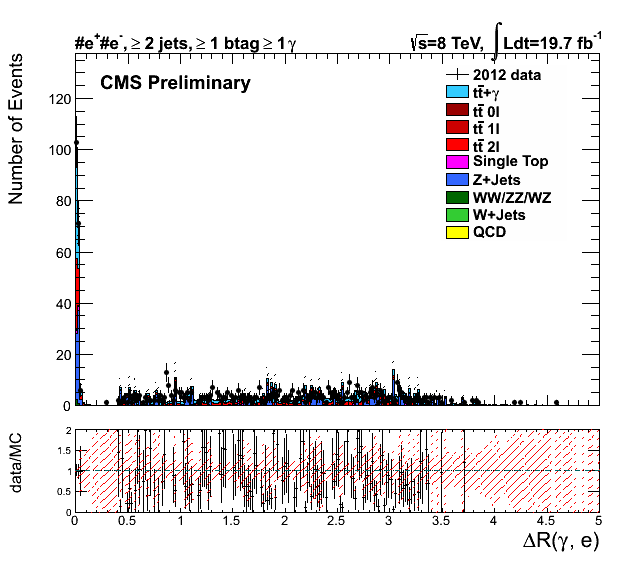 #e⁺#e⁻, ≥ 2 jets, ≥ 1 btag ≥ 1 γ
√s=8 TeV, ∫ Ldt=19.7 fb⁻¹
CMS Preliminary
2012 data
tt̄+γ
tt̄ 0l
tt̄ 1l
tt̄ 2l
Single Top
Z+Jets
WW/ZZ/WZ
W+Jets
QCD
Number of Events
120
100
80
60
40
20
0
data/MC
2
1.5
1
0.5
0
0 0.5 1 1.5 2 2.5 3 3.5 4 4.5 5
ΔR(γ, e)